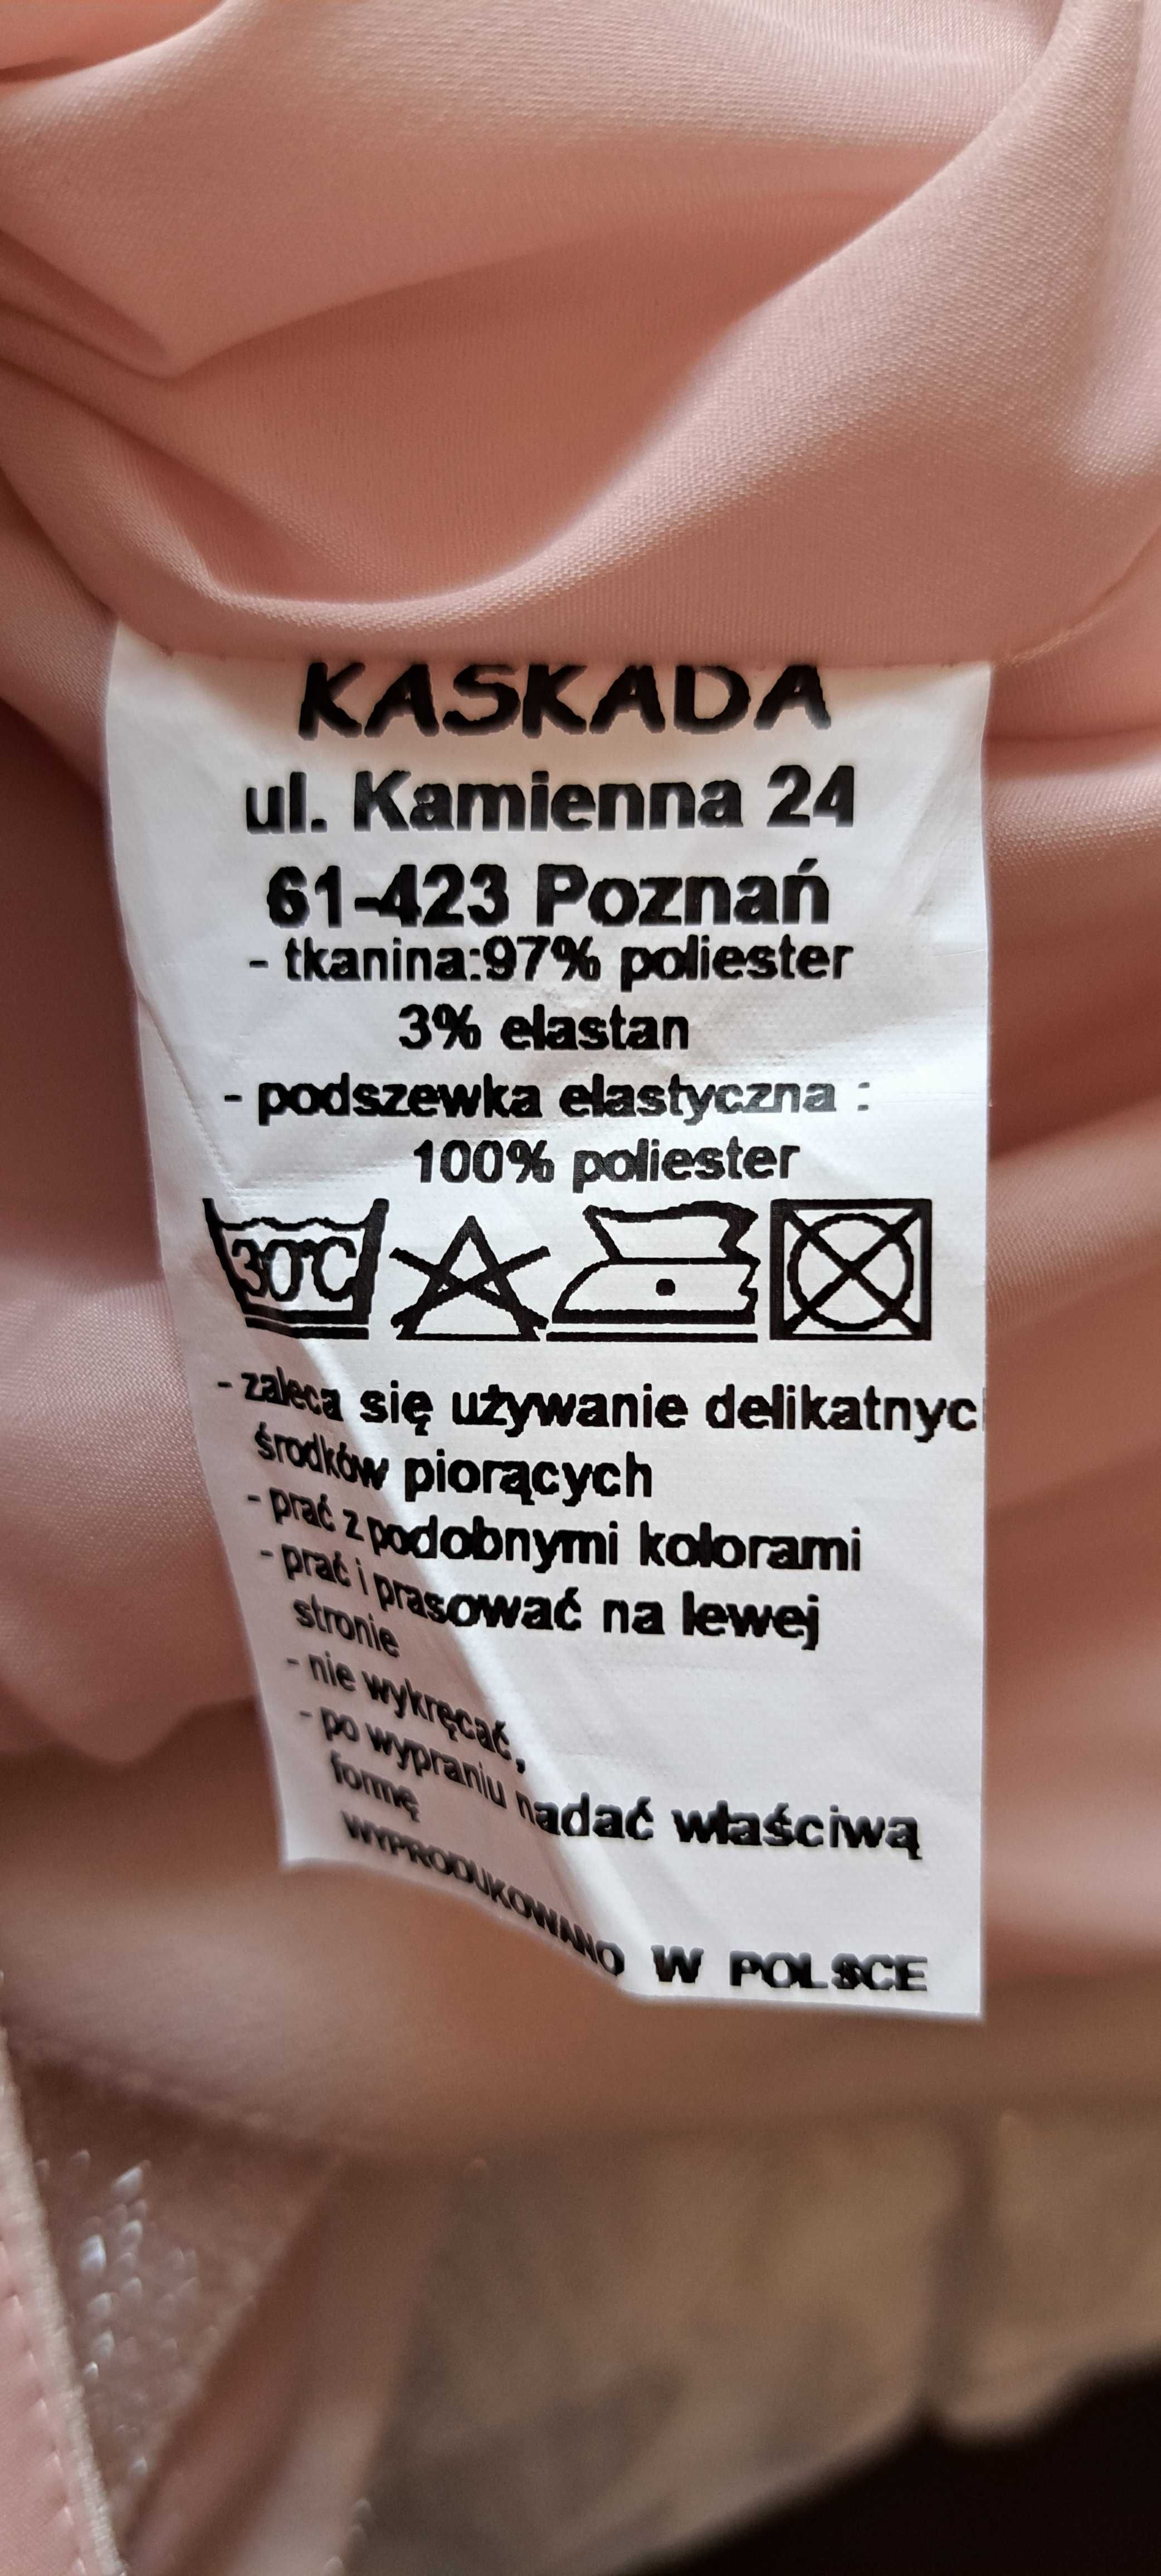 KASKADA
ul. Kamienna 24
61-423 Poznań
- tkanina:97% poliester
3% elastan
- podszewka elastyczna :
100% poliester
30°C
- zaleca się używanie delikatnyc
środków piorących
- prać z podobnymi kolorami
- prać i prasować na lewej
stronie
- nie wykręcać,
- po wypraniu nadać właściwą
formę
WYPRODUKOWANO W POLSCE